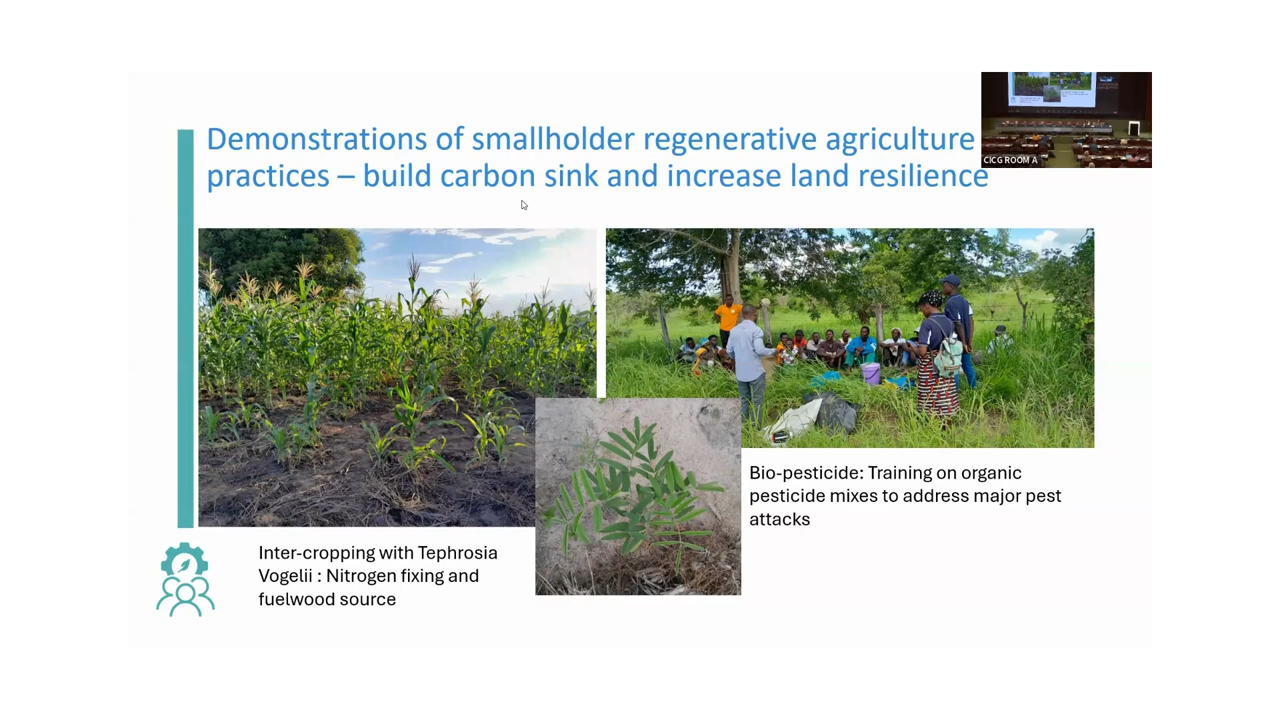 Demonstrations of smallholder regenerative agriculture
practices – build carbon sink and increase land resilience
CICG ROOM A
Bio-pesticide: Training on organic
pesticide mixes to address major pest
attacks
Inter-cropping with Tephrosia
Vogelii : Nitrogen fixing and
fuelwood source